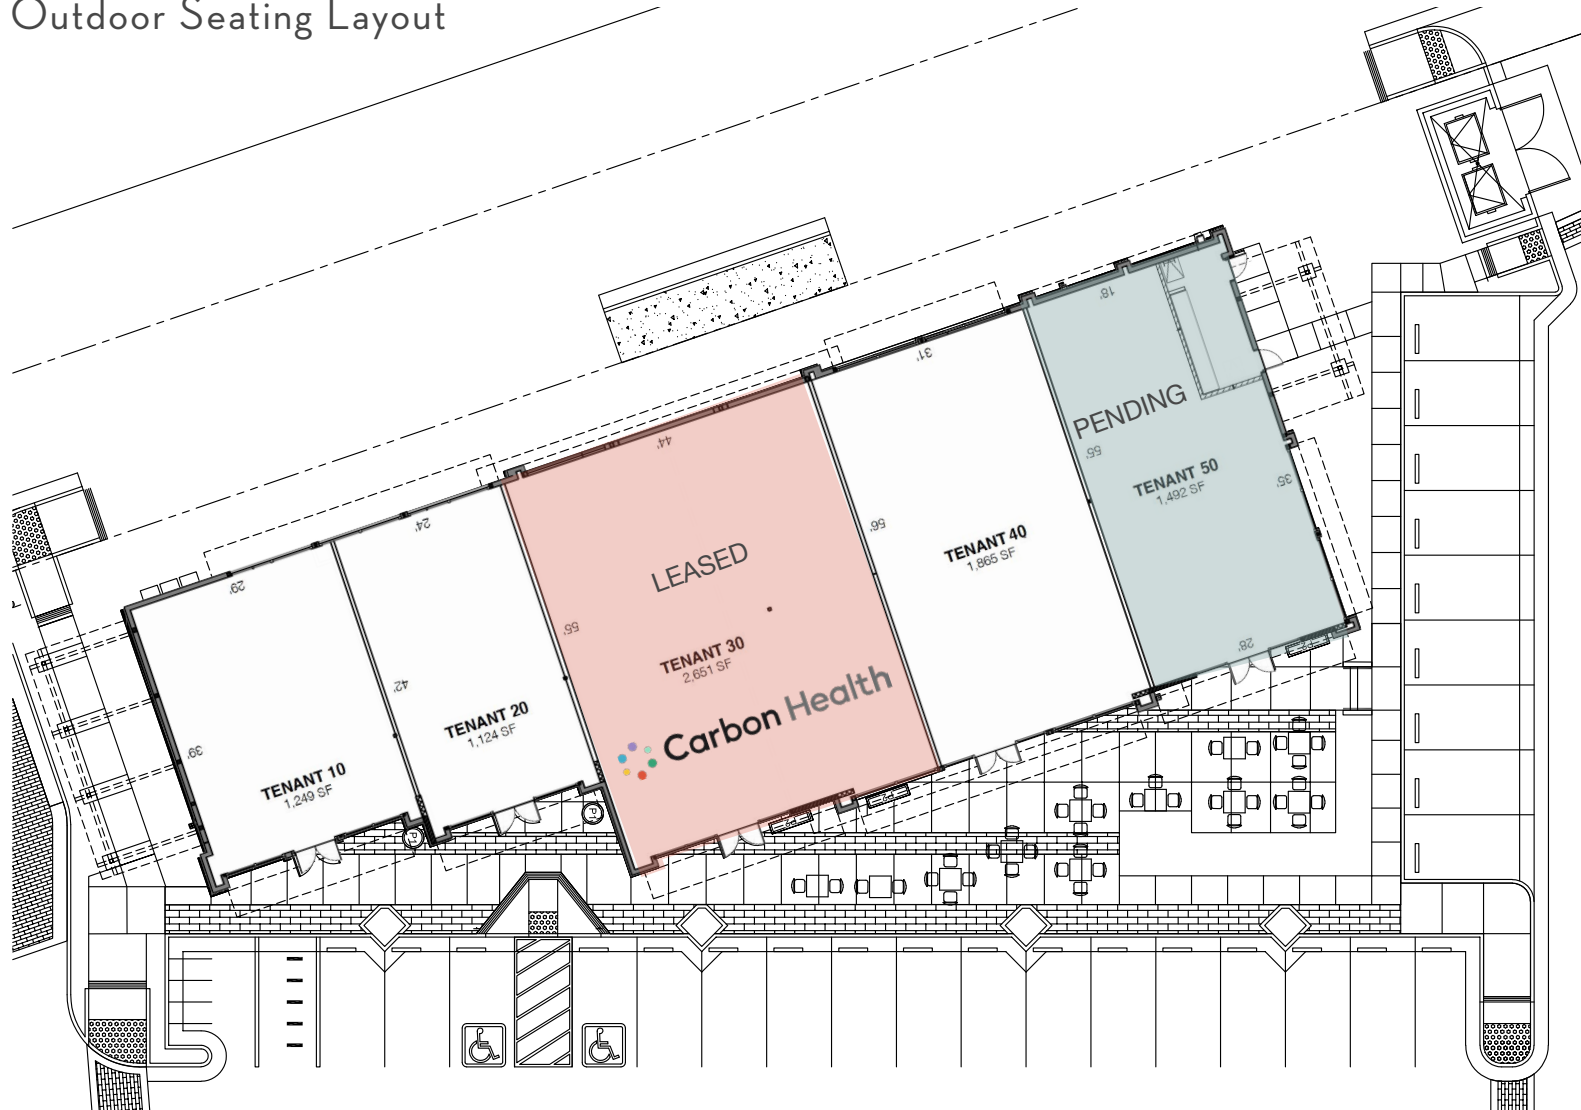 Outdoor Seating Layout
18'
31'
PENDING
44'
55'
TENANT 50
1,492 SF
35'
24'
56'
TENANT 40
1,865 SF
LEASED
29'
55'
TENANT 30
2,651 SF
28'
42'
Carbon Health
TENANT 20
1,124 SF
39'
TENANT 10
1,249 SF
P1
P1